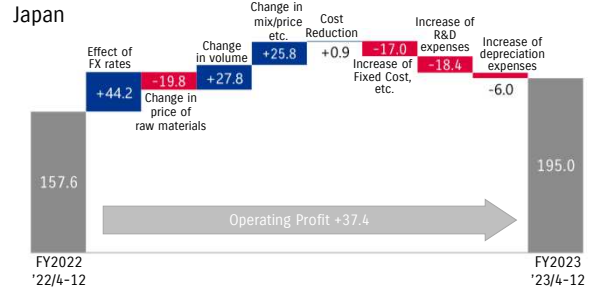 Japan
Effect of
FX rates
+44.2
-19.8
Change in
price of
raw materials
Change
in volume
+27.8
Change in
mix/price
etc.
+25.8
Cost
Reduction
+0.9
-17.0
Increase of
Fixed Cost,
etc.
Increase of
R&D
expenses
-18.4
Increase of
depreciation
expenses
-6.0
157.6
195.0
Operating Profit +37.4
FY2022
'22/4-12
FY2023
'23/4-12